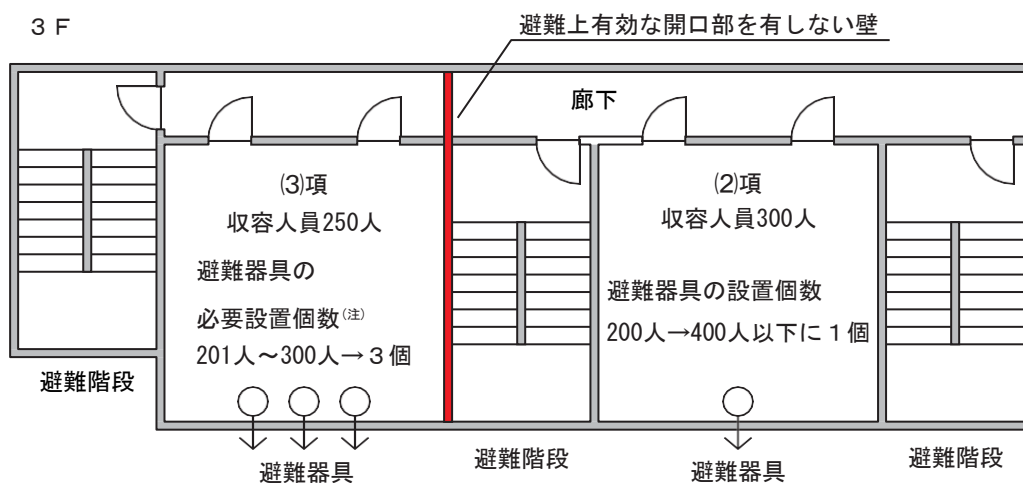 ３Ｆ
避難上有効な開口部を有しない壁
廊下
⑶項
収容人員250人
避難器具の
必要設置個数(注)
201人～300人→３個
⑵項
収容人員300人
避難器具の設置個数
200人→400人以下に１個
避難階段
避難器具
避難階段
避難器具
避難階段